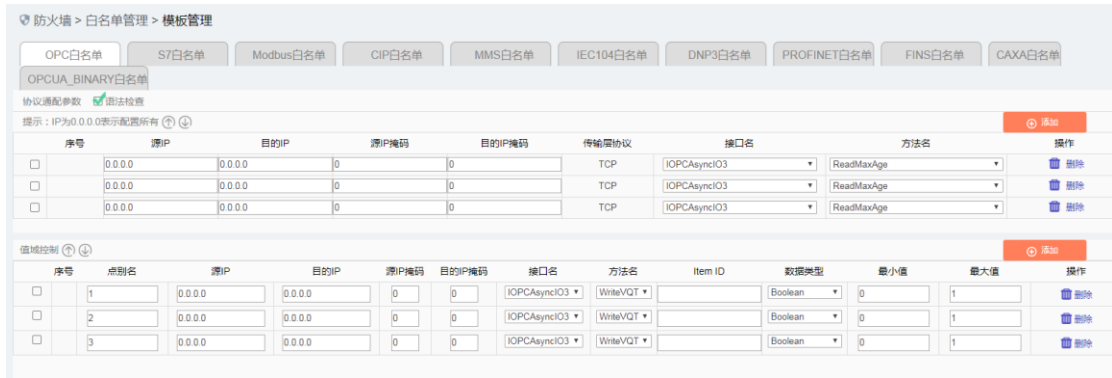 防火墙 > 白名单管理 > 模板管理
OPC白名单 S7白名单 Modbus白名单 CIP白名单 MMS白名单 IEC104白名单 DNP3白名单 PROFINET白名单 FINS白名单 CAXA白名单
OPCUA_BINARY白名单
协议通配参数 语法检查
提示：IP为0.0.0.0表示配置所有 添加
序号 源IP 目的IP 源IP掩码 目的IP掩码 传输层协议 接口名 方法名 操作
0.0.0.0 0.0.0.0 0 0 TCP IOPCAsyncIO3 ReadMaxAge 删除
0.0.0.0 0.0.0.0 0 0 TCP IOPCAsyncIO3 ReadMaxAge 删除
0.0.0.0 0.0.0.0 0 0 TCP IOPCAsyncIO3 ReadMaxAge 删除
值域控制 添加
序号 点别名 源IP 目的IP 源IP掩码 目的IP掩码 接口名 方法名 Item ID 数据类型 最小值 最大值 操作
1 0.0.0.0 0.0.0.0 0 0 IOPCAsyncIO3 WriteVQT Boolean 0 1 删除
2 0.0.0.0 0.0.0.0 0 0 IOPCAsyncIO3 WriteVQT Boolean 0 1 删除
3 0.0.0.0 0.0.0.0 0 0 IOPCAsyncIO3 WriteVQT Boolean 0 1 删除